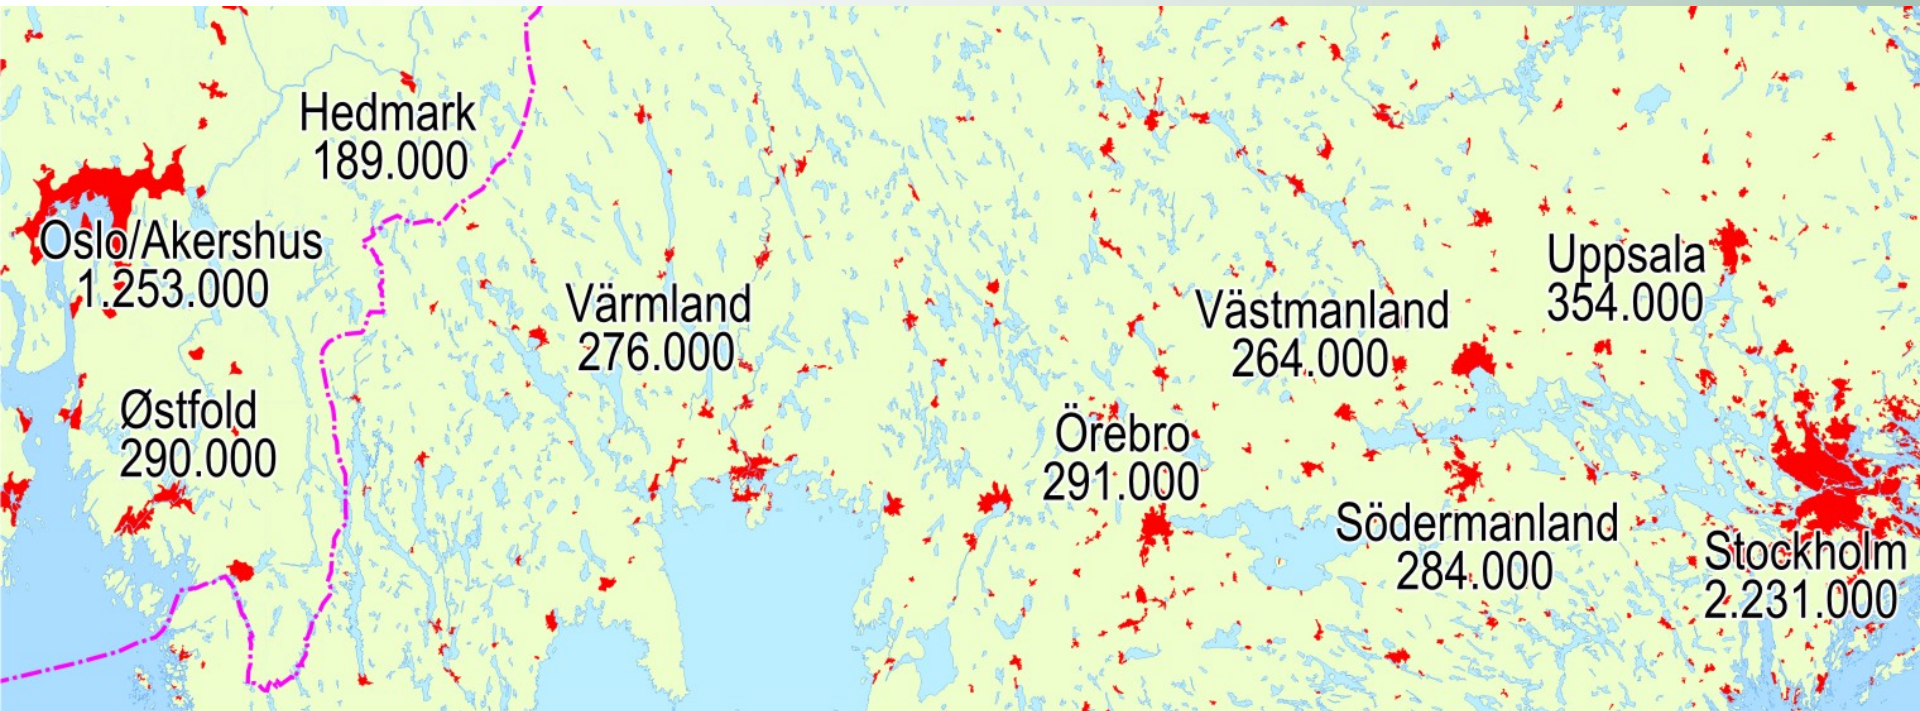 Hedmark
189.000
Oslo/Akershus
1.253.000
Uppsala
354.000
Värmland
276.000
Västmanland
264.000
Østfold
290.000
Örebro
291.000
Södermanland
284.000
Stockholm
2.231.000